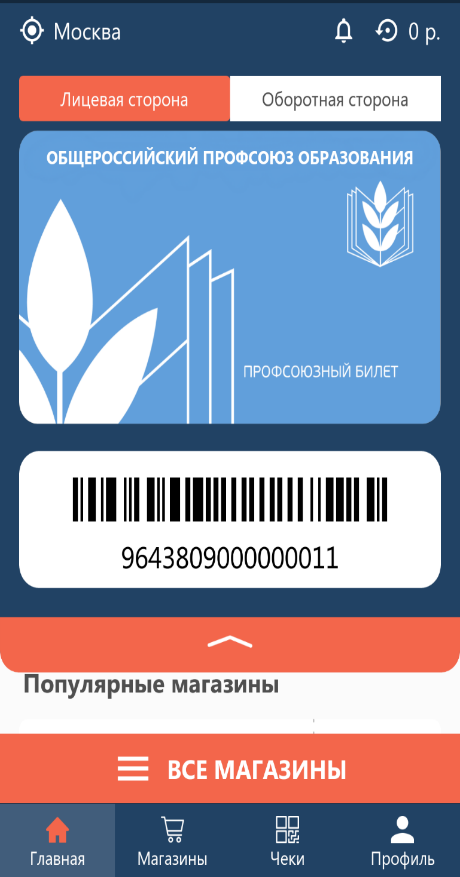 Москва
0 р.
Лицевая сторона
Оборотная сторона
ОБЩЕРОССИЙСКИЙ ПРОФСОЮЗ ОБРАЗОВАНИЯ
ПРОФСОЮЗНЫЙ БИЛЕТ
9643809000000011
Популярные магазины
ВСЕ МАГАЗИНЫ
Главная
Магазины
Чеки
Профиль